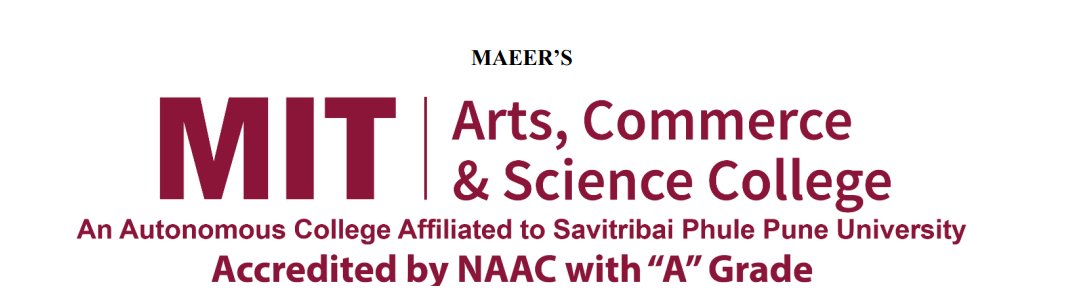 MAEER’S
MIT
Arts, Commerce
& Science College
An Autonomous College Affiliated to Savitribai Phule Pune University
Accredited by NAAC with “A” Grade